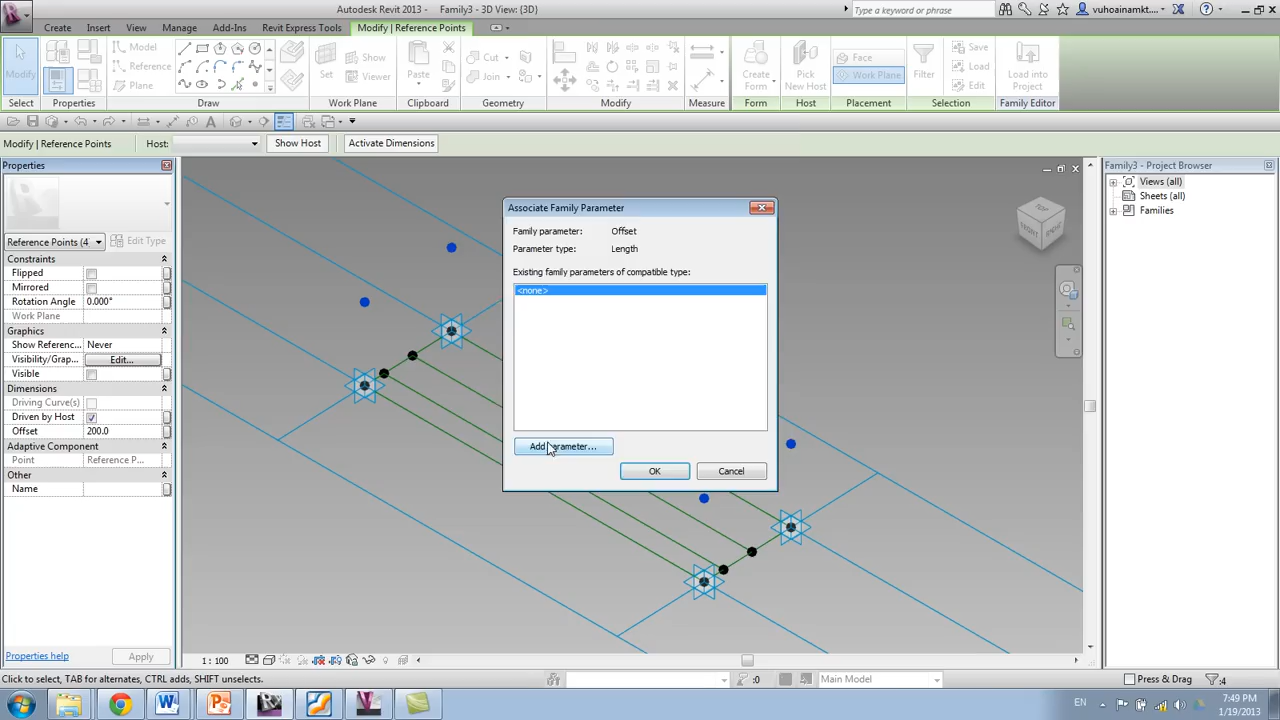 Autodesk Revit 2013 - Family3 - 3D View: {3D}
Type a keyword or phrase
vuhoainamkt....
Create
Insert
View
Manage
Add-Ins
Revit Express Tools
Modify | Reference Points
Modify
Model
Reference
Plane
Set
Show
Viewer
Paste
Cut
Join
Create Form
Pick New Host
Face
Work Plane
Filter
Save
Load
Edit
Load into Project
Select
Properties
Draw
Work Plane
Clipboard
Geometry
Modify
Measure
Form
Host
Placement
Selection
Family Editor
Modify | Reference Points
Host:
Show Host
Activate Dimensions
Properties
Reference Points (4
Edit Type
Constraints
Flipped
Mirrored
Rotation Angle 0.000°
Work Plane
Graphics
Show Referenc... Never
Visibility/Grap... Edit...
Visible
Dimensions
Driving Curve(s)
Driven by Host
Offset 200.0
Adaptive Component
Point Reference P...
Other
Name
Properties help
Apply
Associate Family Parameter
Family parameter: Offset
Parameter type: Length
Existing family parameters of compatible type:
<none>
Add parameter...
OK
Cancel
TOP
FRONT
RIGHT
Family3 - Project Browser
Views (all)
Sheets (all)
Families
1 : 100
Click to select, TAB for alternates, CTRL adds, SHIFT unselects.
:0
Main Model
Press & Drag
:4
EN
7:49 PM
1/19/2013